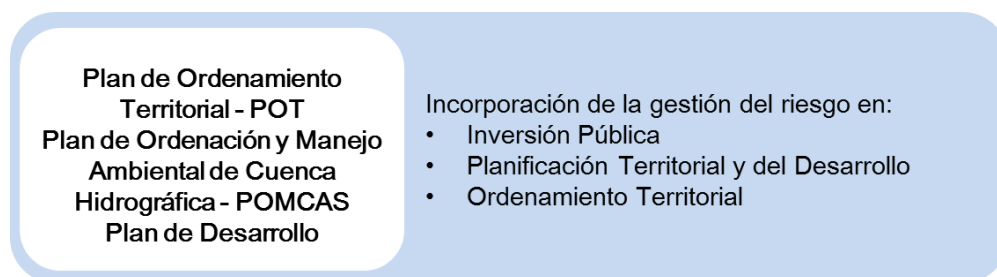 Plan de Ordenamiento
Territorial - POT
Plan de Ordenación y Manejo
Ambiental de Cuenca
Hidrográfica - POMCAS
Plan de Desarrollo
Incorporación de la gestión del riesgo en:
• Inversión Pública
• Planificación Territorial y del Desarrollo
• Ordenamiento Territorial